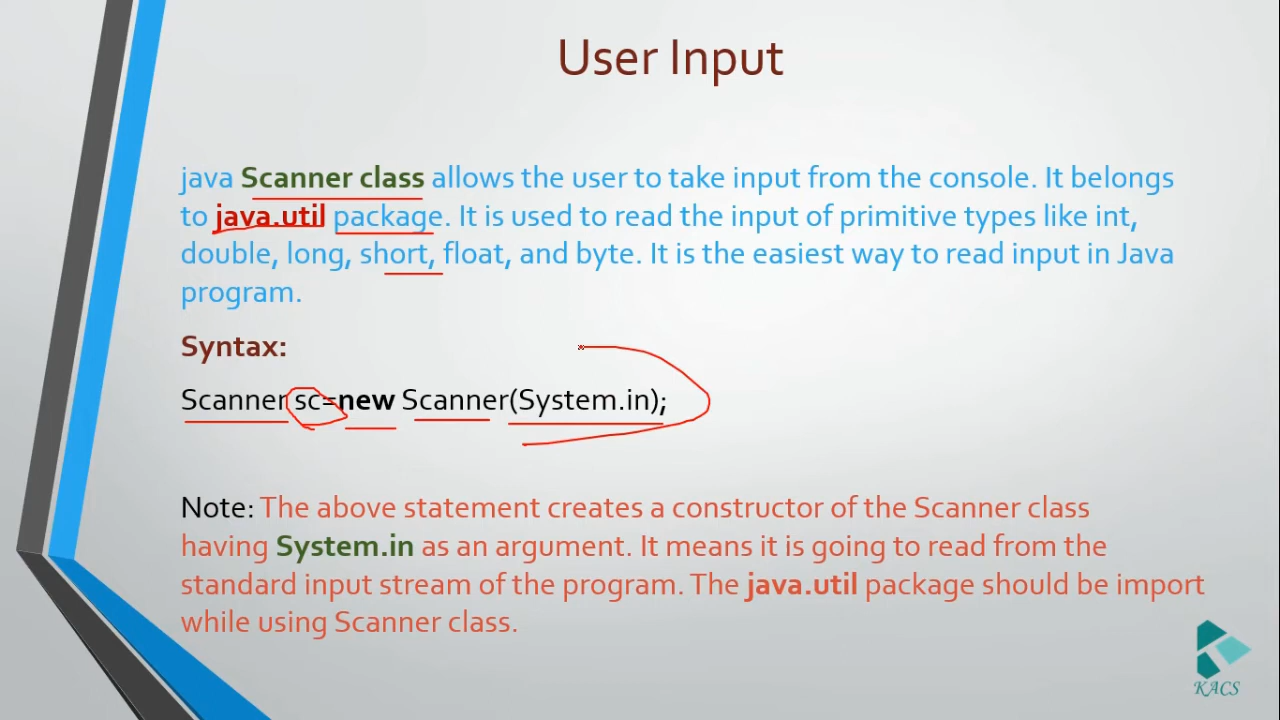 User Input
java Scanner class allows the user to take input from the console. It belongs
to java.util package. It is used to read the input of primitive types like int,
double, long, short, float, and byte. It is the easiest way to read input in Java
program.
Syntax:
Scanner sc=new Scanner(System.in);
Note: The above statement creates a constructor of the Scanner class
having System.in as an argument. It means it is going to read from the
standard input stream of the program. The java.util package should be import
while using Scanner class.
KACS